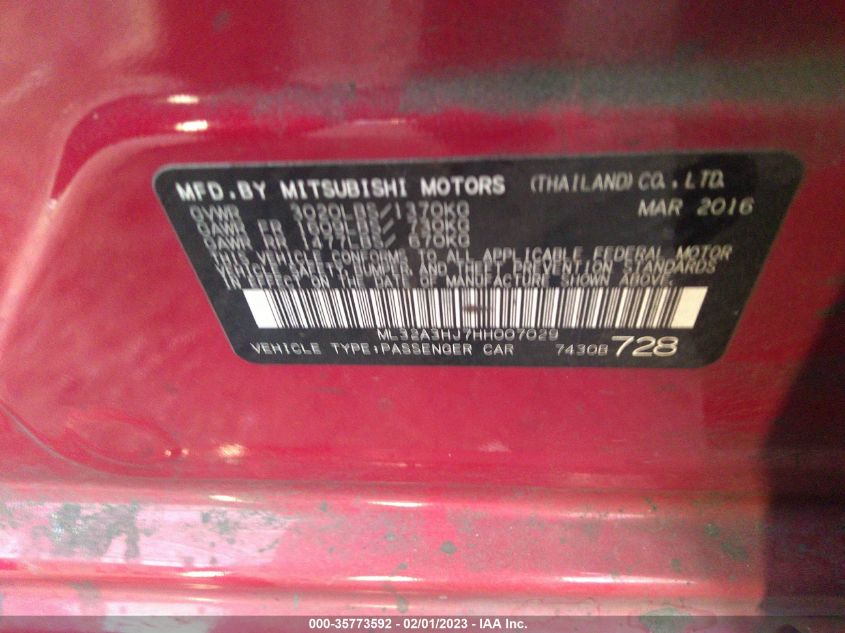 MFD.BY MITSUBISHI MOTORS (THAILAND) CO., LTD.
GVWR 3020LBS/1370KG MAR 2016
GAWR FR 1609LBS/ 730KG
GAWR RR 1477LBS/ 670KG
THIS VEHICLE CONFORMS TO ALL APPLICABLE FEDERAL MOTOR
VEHICLE SAFETY, BUMPER, AND THEFT PREVENTION STANDARDS
IN EFFECT ON THE DATE OF MANUFACTURE SHOWN ABOVE.
ML32A3HJ7HH007029
VEHICLE TYPE:PASSENGER CAR 7430B 728
000-35773592 - 02/01/2023 - IAA Inc.